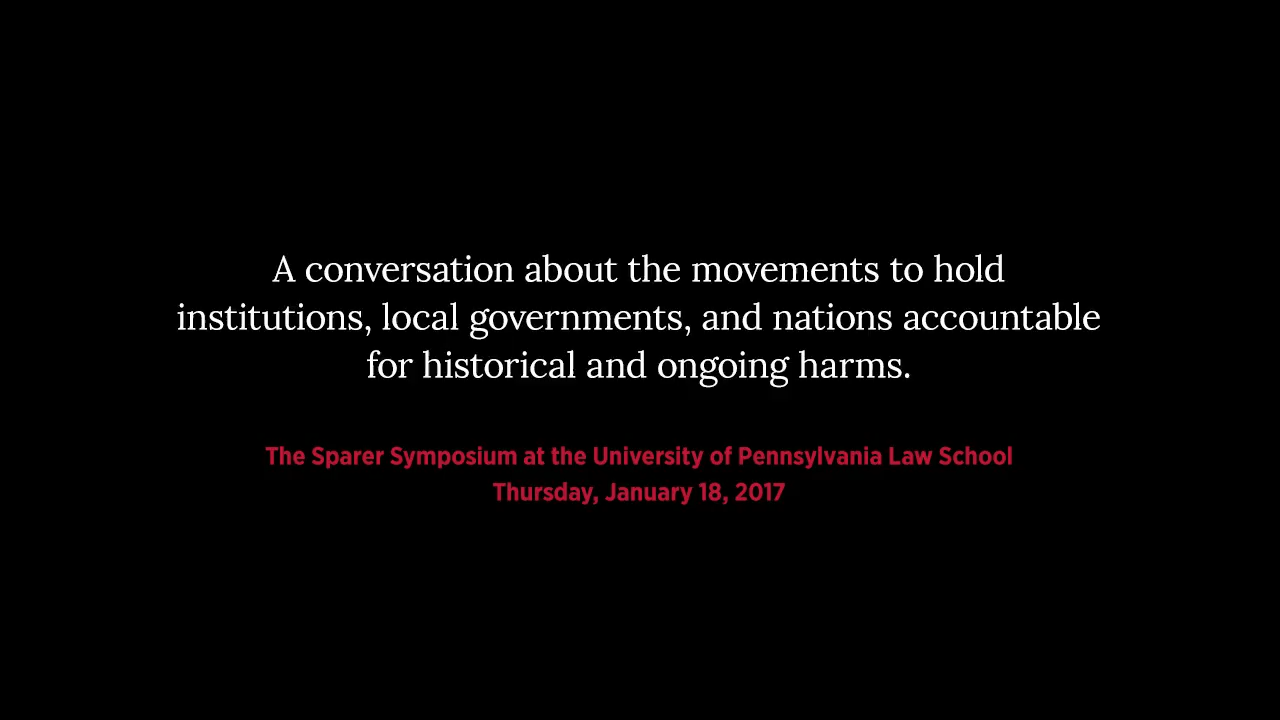 A conversation about the movements to hold
institutions, local governments, and nations accountable
for historical and ongoing harms.
The Sparer Symposium at the University of Pennsylvania Law School
Thursday, January 18, 2017